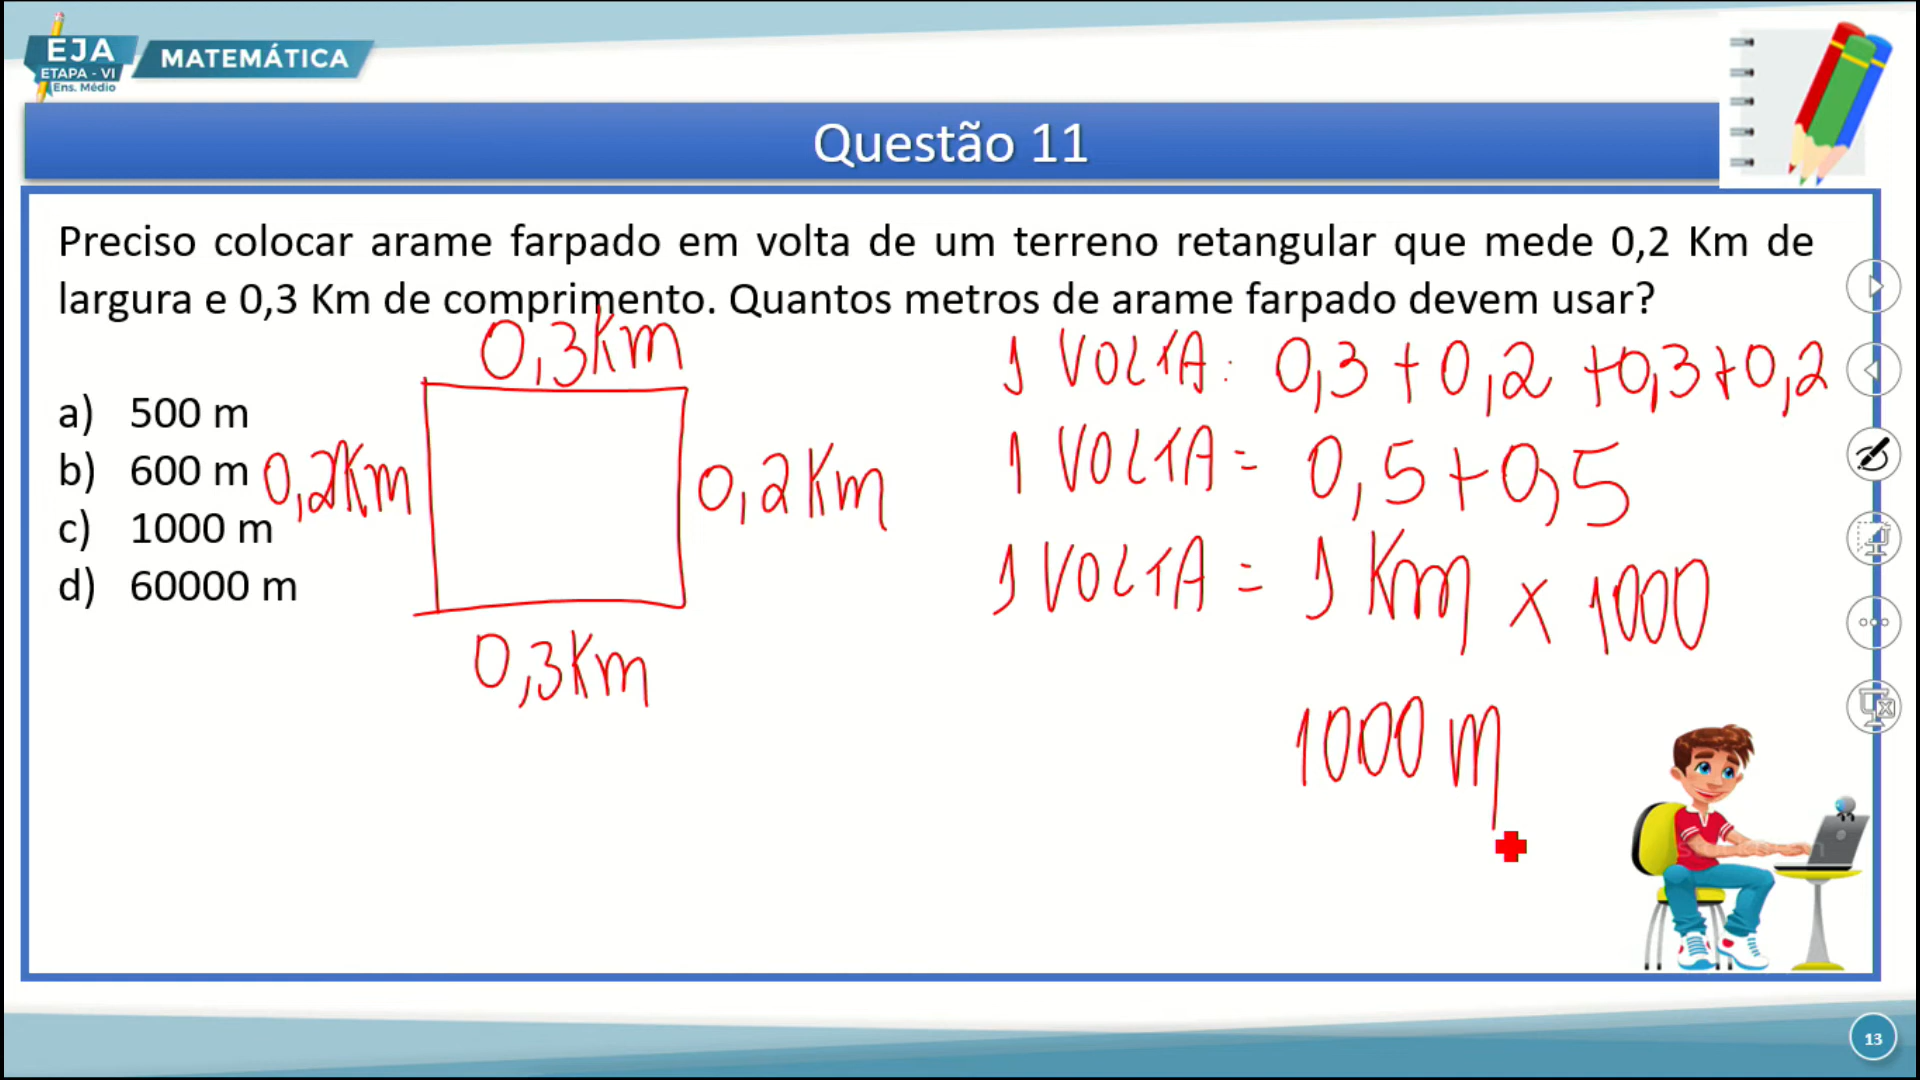 EJA
ETAPA - VI
Ens. Médio
MATEMÁTICA
Questão 11
Preciso colocar arame farpado em volta de um terreno retangular que mede 0,2 Km de
largura e 0,3 Km de comprimento. Quantos metros de arame farpado devem usar?
a) 500 m
b) 600 m
c) 1000 m
d) 60000 m
0,3Km
0,2Km
0,2Km
0,3Km
1 VOLTA: 0,3 + 0,2 + 0,3 + 0,2
1 VOLTA = 0,5 + 0,5
1 VOLTA = 1 Km x 1000
1000 m
13